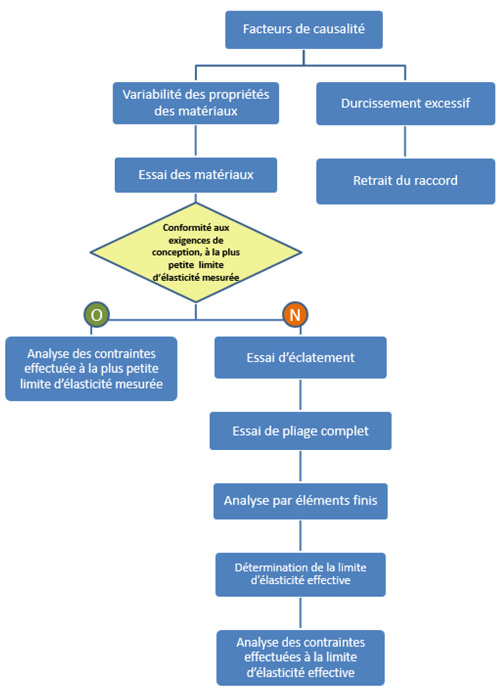 Facteurs de causalité
Variabilité des propriétés
des matériaux
Durcissement excessif
Essai des matériaux
Retrait du raccord
Conformité aux
exigences de
conception, à la plus
petite limite
d'élasticité mesurée
O
N
Analyse des contraintes
effectuée à la plus petite
limite d'élasticité mesurée
Essai d'éclatement
Essai de pliage complet
Analyse par éléments finis
Détermination de la limite
d'élasticité effective
Analyse des contraintes
effectuées à la limite
d'élasticité effective